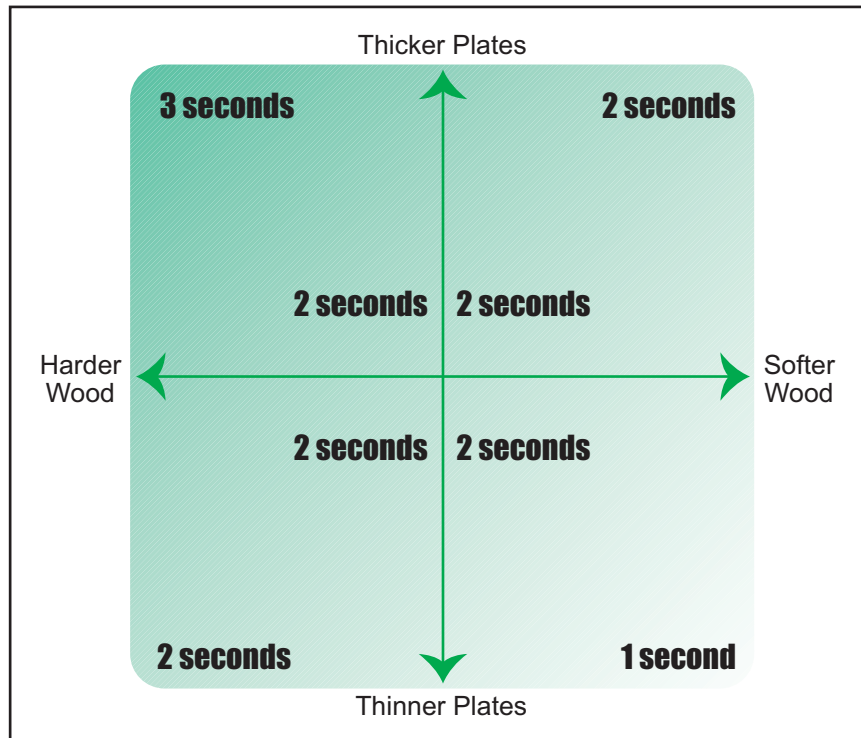 Thicker Plates
3 seconds
2 seconds
2 seconds
2 seconds
Harder
Wood
Softer
Wood
2 seconds
2 seconds
2 seconds
1 second
Thinner Plates